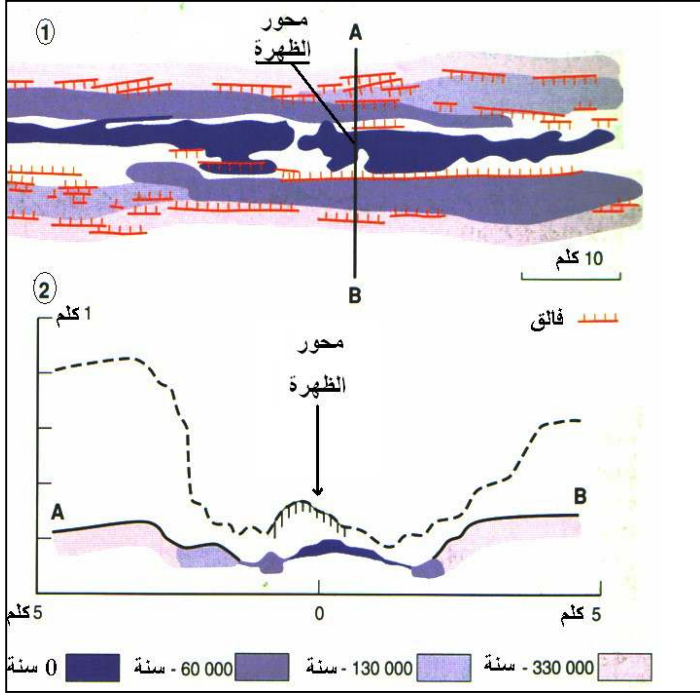 1
محور
الظهرة
A
B
10 كلم
فالق
2
1 كلم
محور
الظهرة
A
B
5 كلم
0
5 كلم
0 سنة
- 60 000 سنة
- 130 000 سنة
- 330 000 سنة